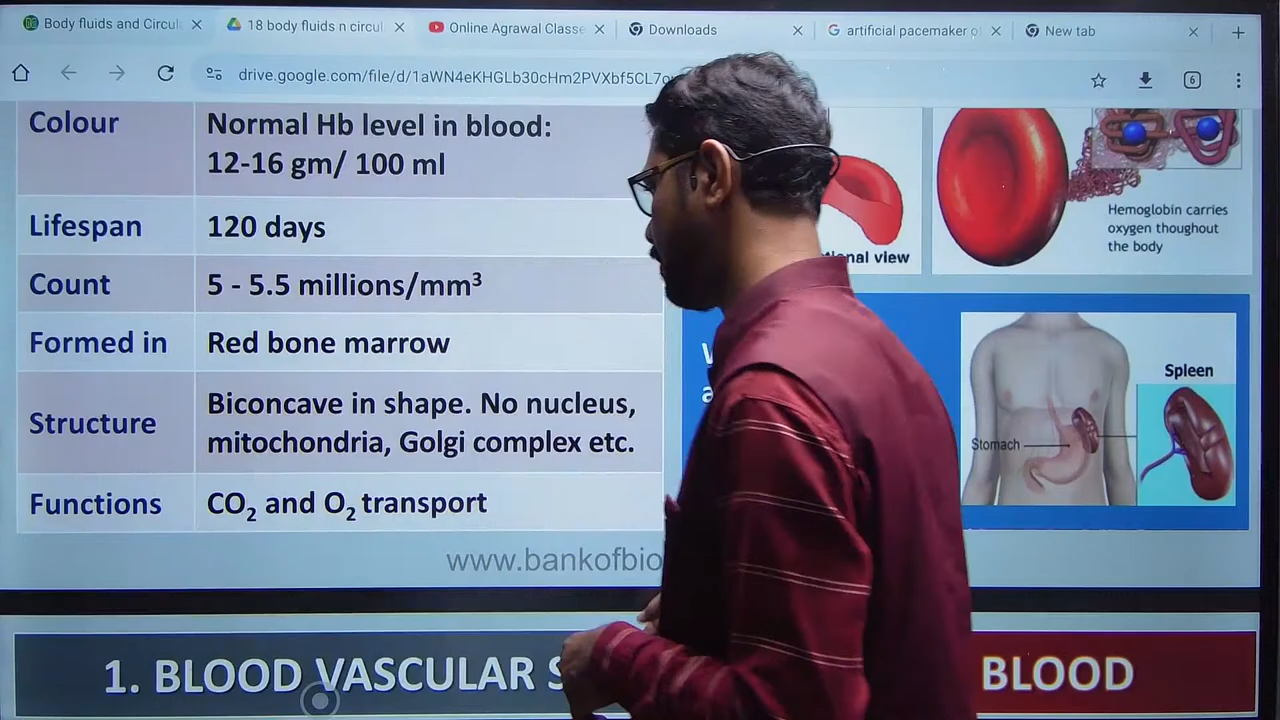 Body fluids and Circul
18 body fluids n circul
Online Agrawal Classe
Downloads
artificial pacemaker o
New tab
drive.google.com/file/d/1aWN4eKHGLb30cHm2PVXbf5CL7o
6
Colour
Normal Hb level in blood:
12-16 gm/ 100 ml
Lifespan
120 days
Count
5 - 5.5 millions/mm³
Formed in
Red bone marrow
Structure
Biconcave in shape. No nucleus,
mitochondria, Golgi complex etc.
Functions
CO₂ and O₂ transport
view
Hemoglobin carries
oxygen thoughout
the body
Spleen
Stomach
www.bankofbio
1. BLOOD VASCULAR S
BLOOD